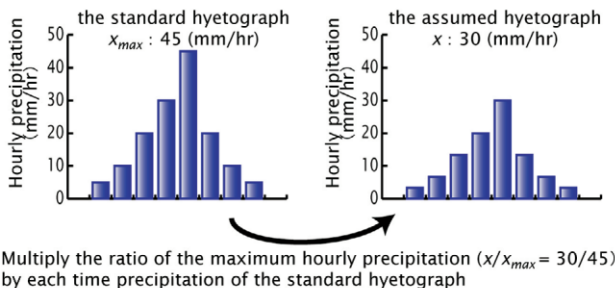 the standard hyetograph
x_max : 45 (mm/hr)
Hourly precipitation
(mm/hr)
50
40
30
20
10
0
the assumed hyetograph
x : 30 (mm/hr)
Hourly precipitation
(mm/hr)
50
40
30
20
10
0
Multiply the ratio of the maximum hourly precipitation (x/x_max = 30/45)
by each time precipitation of the standard hyetograph